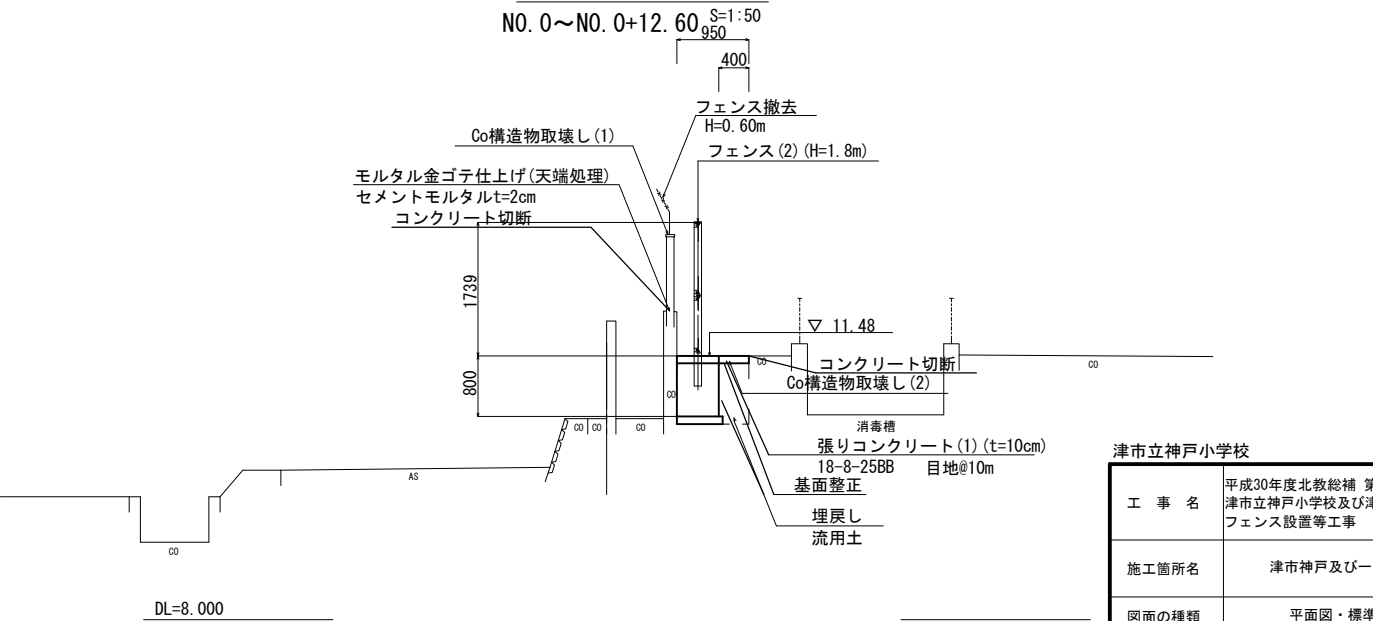 NO.0～NO.0+12.60 S=1:50
950
400
フェンス撤去
H=0.60m
Co構造物取壊し(1)
フェンス(2)(H=1.8m)
モルタル金ゴテ仕上げ(天端処理)
セメントモルタルt=2cm
コンクリート切断
1739
800
▽ 11.48
コンクリート切断
Co構造物取壊し(2)
CO
CO
CO
消毒槽
CO
CO
CO
張りコンクリート(1)(t=10cm)
18-8-25BB 目地@10m
基面整正
埋戻し
流用土
AS
CO
DL=8.000
津市立神戸小学校
工事名
平成30年度北教総補 第
津市立神戸小学校及び津
フェンス設置等工事
施工箇所名
津市神戸及び一
図面の種類
平面図・標準